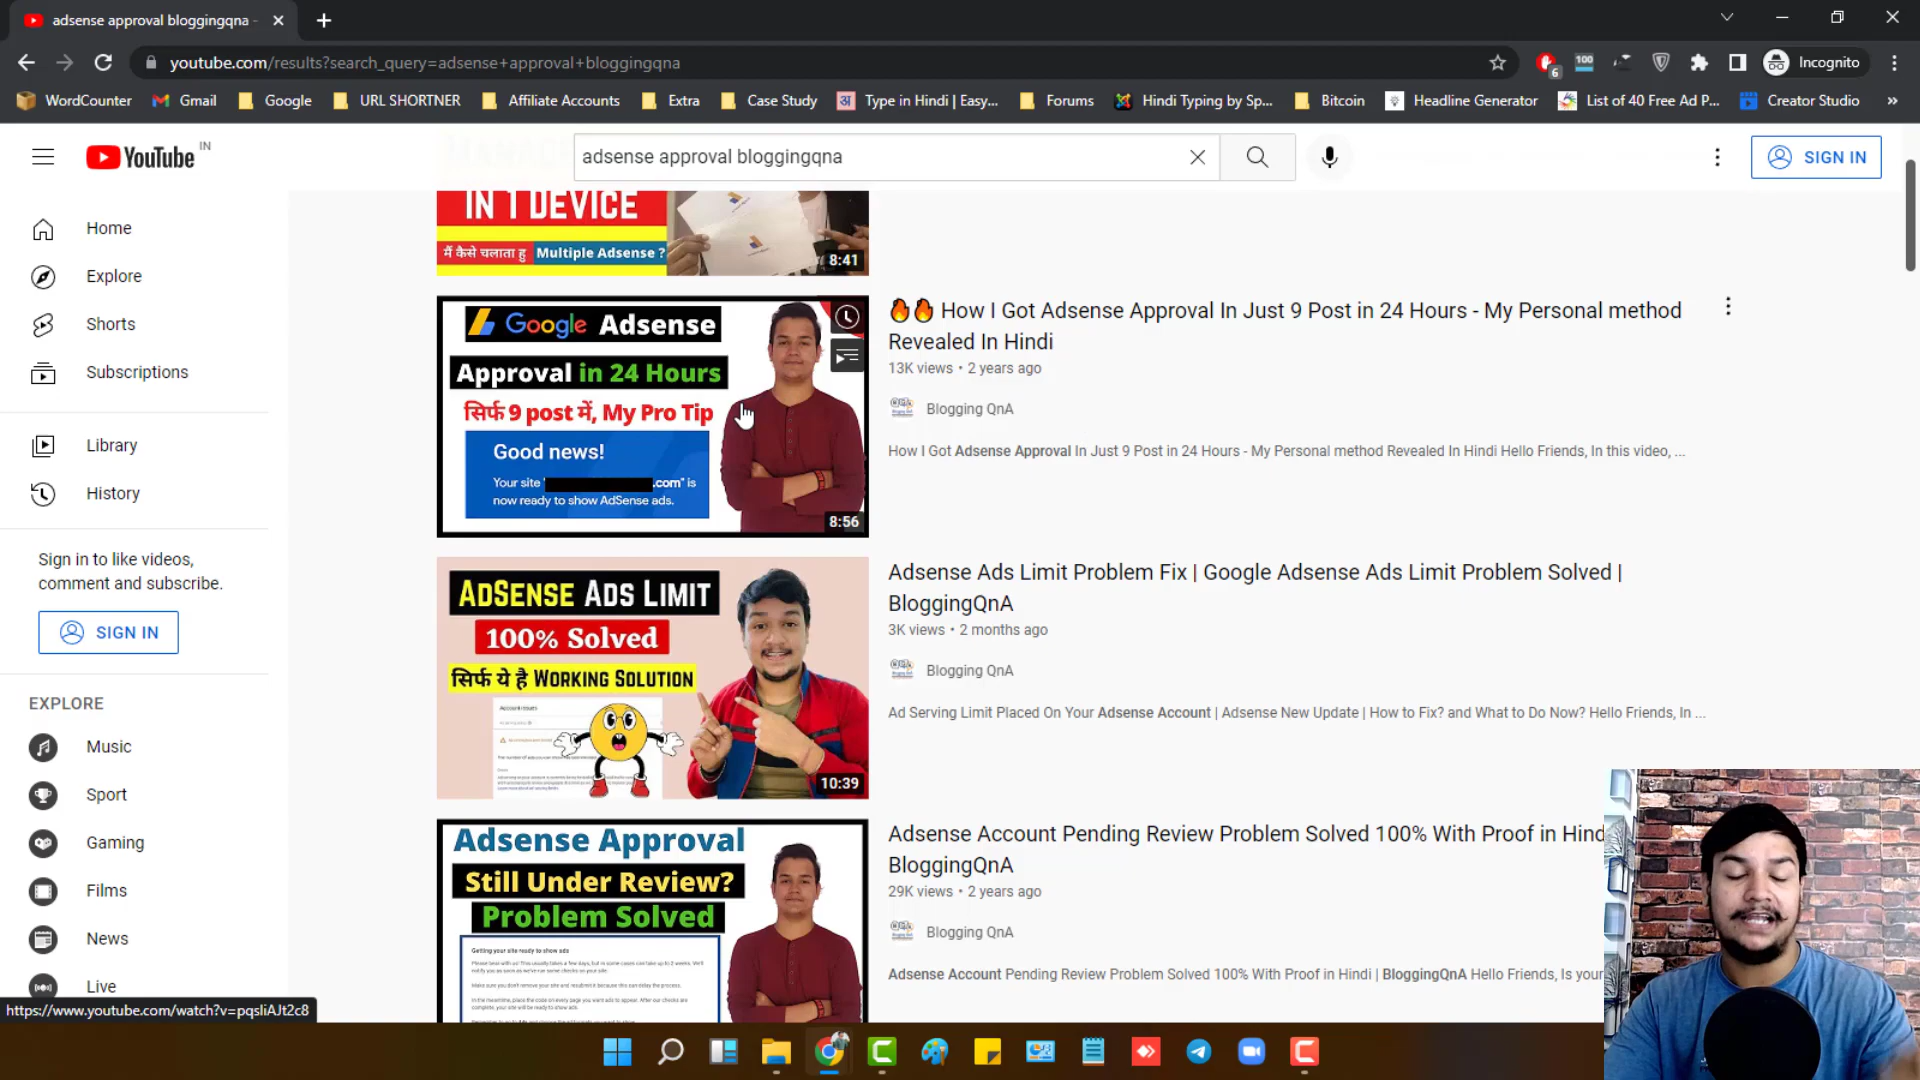 adsense approval bloggingqna -
youtube.com/results?search_query=adsense+approval+bloggingqna
6
100
Incognito
WordCounter
Gmail
Google
URL SHORTNER
Affiliate Accounts
Extra
Case Study
अ
Type in Hindi | Easy...
Forums
Hindi Typing by Sp...
Bitcoin
Headline Generator
List of 40 Free Ad P...
Creator Studio
»
YouTube IN
adsense approval bloggingqna
SIGN IN
Home
Explore
Shorts
Subscriptions
Library
History
Sign in to like videos,
comment and subscribe.
SIGN IN
EXPLORE
Music
Sport
Gaming
Films
News
Live
https://www.youtube.com/watch?v=pqsliAJt2c8
IN 1 DEVICE
मैं कैसे चलाता हु Multiple Adsense ?
8:41
Google Adsense
Approval in 24 Hours
सिर्फ 9 post में, My Pro Tip
Good news!
Your site .com" is
now ready to show AdSense ads.
8:56
🔥🔥 How I Got Adsense Approval In Just 9 Post in 24 Hours - My Personal method
Revealed In Hindi
13K views • 2 years ago
Blogging QnA
How I Got Adsense Approval In Just 9 Post in 24 Hours - My Personal method Revealed In Hindi Hello Friends, In this video, ...
ADSENSE ADS LIMIT
100% Solved
सिर्फ ये है WORKING SOLUTION
10:39
Adsense Ads Limit Problem Fix | Google Adsense Ads Limit Problem Solved |
BloggingQnA
3K views • 2 months ago
Blogging QnA
Ad Serving Limit Placed On Your Adsense Account | Adsense New Update | How to Fix? and What to Do Now? Hello Friends, In ...
Adsense Approval
Still Under Review?
Problem Solved
Getting your site ready to show ads
Adsense Account Pending Review Problem Solved 100% With Proof in Hind
BloggingQnA
29K views • 2 years ago
Blogging QnA
Adsense Account Pending Review Problem Solved 100% With Proof in Hindi | BloggingQnA Hello Friends, Is your